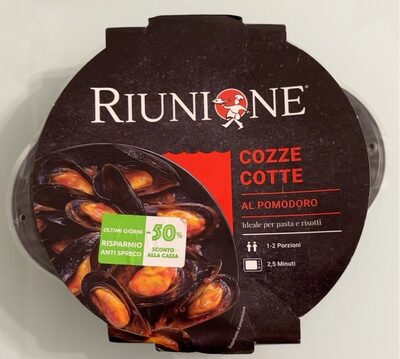 RIUNIONE®
COZZE
COTTE
AL POMODORO
Ideale per pasta e risotti
1-2 Porzioni
2,5 Minuti
ULTIMI GIORNI
RISPARMIO
ANTI SPRECO
-50%
SCONTO
ALLA CASSA